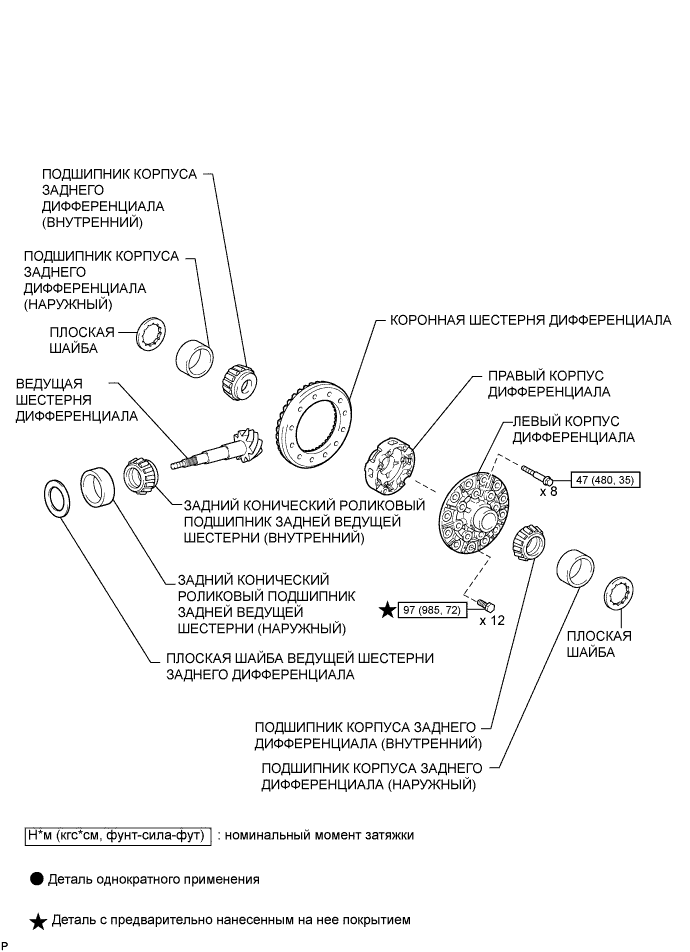 ПОДШИПНИК КОРПУСА
ЗАДНЕГО
ДИФФЕРЕНЦИАЛА
(ВНУТРЕННИЙ)
ПОДШИПНИК КОРПУСА
ЗАДНЕГО
ДИФФЕРЕНЦИАЛА
(НАРУЖНЫЙ)
ПЛОСКАЯ
ШАЙБА
КОРОННАЯ ШЕСТЕРНЯ ДИФФЕРЕНЦИАЛА
ВЕДУЩАЯ
ШЕСТЕРНЯ
ДИФФЕРЕНЦИАЛА
ПРАВЫЙ КОРПУС
ДИФФЕРЕНЦИАЛА
ЛЕВЫЙ КОРПУС
ДИФФЕРЕНЦИАЛА
47 (480, 35)
x 8
ЗАДНИЙ КОНИЧЕСКИЙ РОЛИКОВЫЙ
ПОДШИПНИК ЗАДНЕЙ ВЕДУЩЕЙ
ШЕСТЕРНИ (ВНУТРЕННИЙ)
ЗАДНИЙ КОНИЧЕСКИЙ
РОЛИКОВЫЙ ПОДШИПНИК
ЗАДНЕЙ ВЕДУЩЕЙ
ШЕСТЕРНИ (НАРУЖНЫЙ)
★ 97 (985, 72)
x 12
ПЛОСКАЯ
ШАЙБА
ПЛОСКАЯ ШАЙБА ВЕДУЩЕЙ ШЕСТЕРНИ
ЗАДНЕГО ДИФФЕРЕНЦИАЛА
ПОДШИПНИК КОРПУСА ЗАДНЕГО
ДИФФЕРЕНЦИАЛА (ВНУТРЕННИЙ)
ПОДШИПНИК КОРПУСА ЗАДНЕГО
ДИФФЕРЕНЦИАЛА (НАРУЖНЫЙ)
Н*м (кгс*см, фунт-сила-фут) : номинальный момент затяжки
● Деталь однократного применения
★ Деталь с предварительно нанесенным на нее покрытием
P